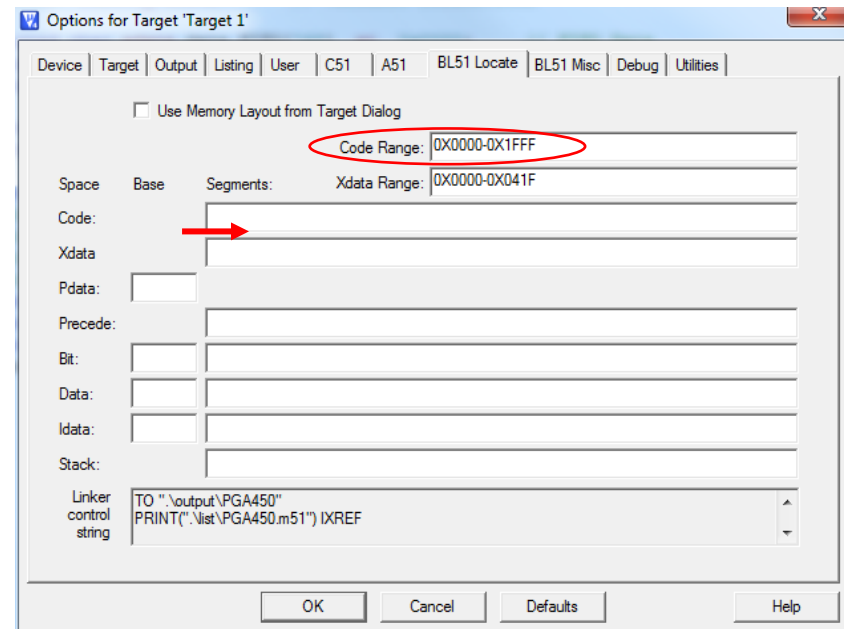 Options for Target 'Target 1'
Device Target Output Listing User C51 A51 BL51 Locate BL51 Misc Debug Utilities
Use Memory Layout from Target Dialog
Code Range: 0X0000-0X1FFF
Space Base Segments: Xdata Range: 0X0000-0X041F
Code:
Xdata
Pdata:
Precede:
Bit:
Data:
Idata:
Stack:
Linker control string
TO ".\output\PGA450"
PRINT(".\list\PGA450.m51") IXREF
OK Cancel Defaults Help